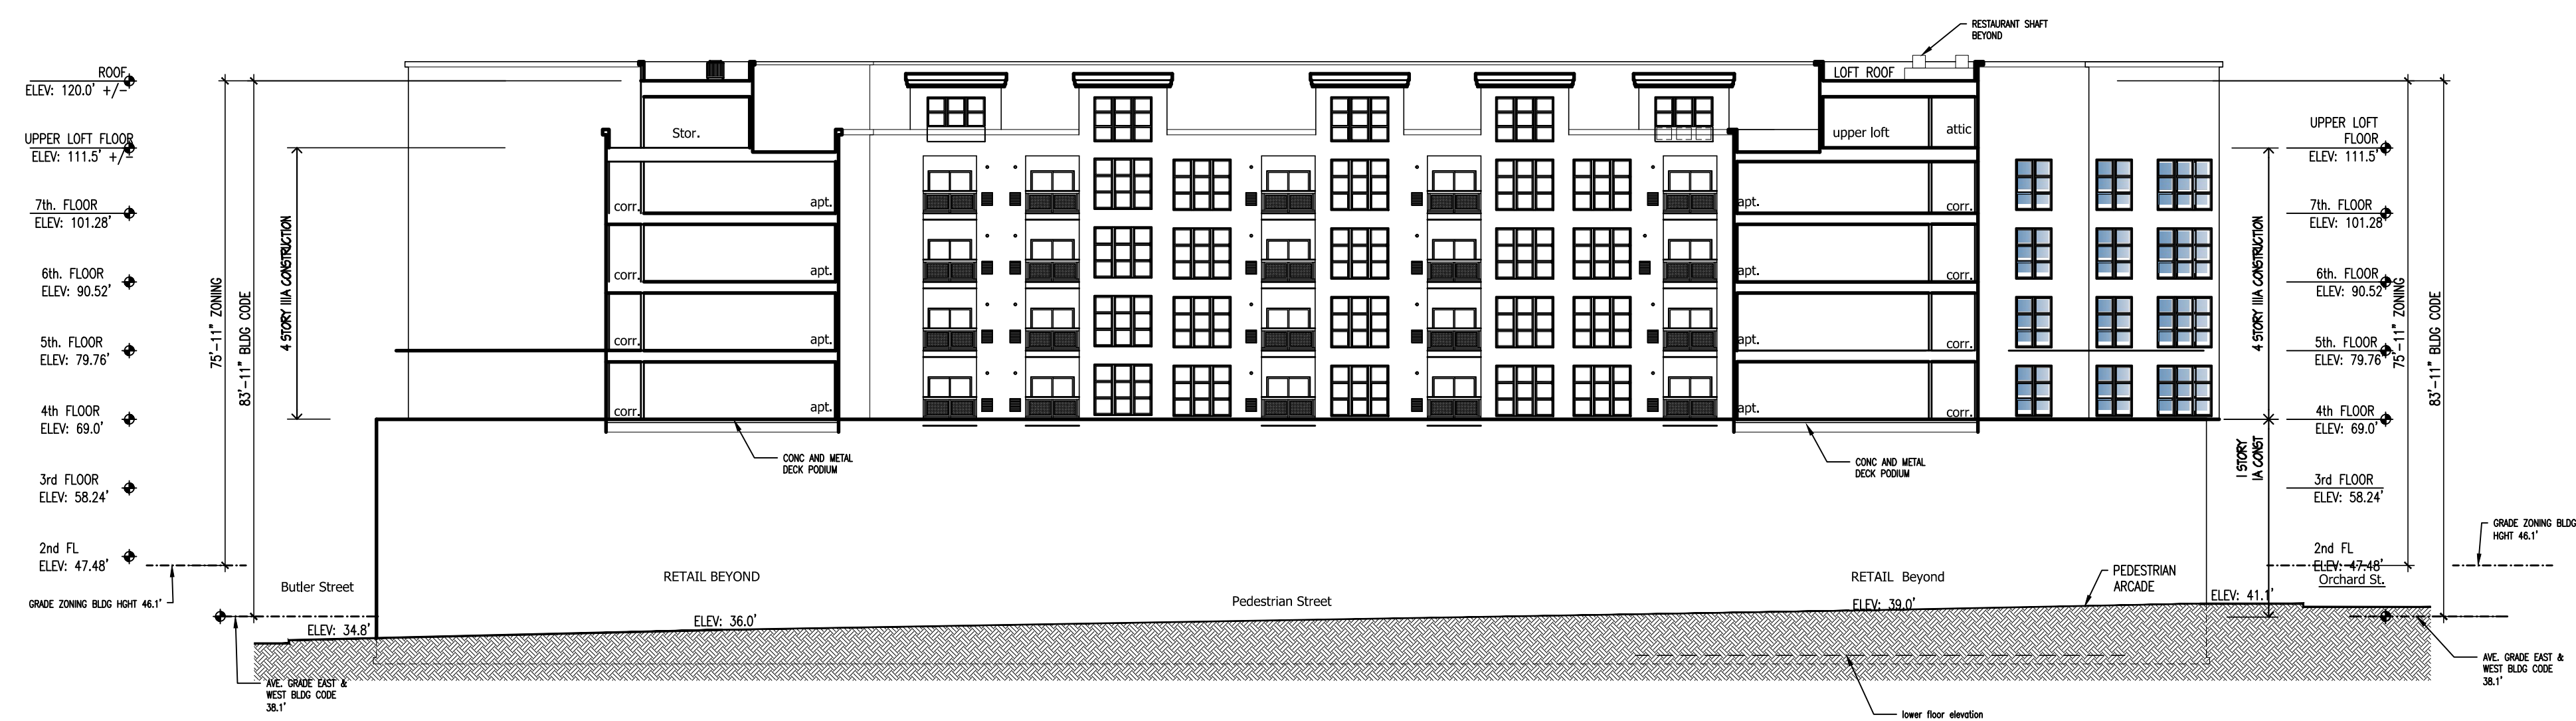 RESTAURANT SHAFT
BEYOND
ROOF
ELEV: 120.0' +/-
UPPER LOFT FLOOR
ELEV: 111.5' +/-
7th. FLOOR
ELEV: 101.28'
6th. FLOOR
ELEV: 90.52'
5th. FLOOR
ELEV: 79.76'
4th FLOOR
ELEV: 69.0'
3rd FLOOR
ELEV: 58.24'
2nd FL
ELEV: 47.48'
GRADE ZONING BLDG HGHT 46.1'
75'-11" ZONING
83'-11" BLDG CODE
4 STORY IIIA CONSTRUCTION
Butler Street
ELEV: 34.8'
AVE. GRADE EAST &
WEST BLDG CODE
38.1'
Stor.
corr.
apt.
corr.
apt.
corr.
apt.
corr.
apt.
CONC AND METAL
DECK PODIUM
RETAIL BEYOND
ELEV: 36.0'
Pedestrian Street
LOFT ROOF
upper loft
attic
apt.
corr.
apt.
corr.
apt.
corr.
apt.
corr.
CONC AND METAL
DECK PODIUM
RETAIL Beyond
ELEV: 39.0'
PEDESTRIAN
ARCADE
ELEV: 41.1'
lower floor elevation
4 STORY IIIA CONSTRUCTION
1 STORY
IA CONST
UPPER LOFT
FLOOR
ELEV: 111.5'
7th. FLOOR
ELEV: 101.28'
6th. FLOOR
ELEV: 90.52'
5th. FLOOR
ELEV: 79.76'
4th FLOOR
ELEV: 69.0'
3rd FLOOR
ELEV: 58.24'
2nd FL
ELEV: 47.48'
Orchard St.
75'-11" ZONING
83'-11" BLDG CODE
GRADE ZONING BLDG
HGHT 46.1'
AVE. GRADE EAST &
WEST BLDG CODE
38.1'